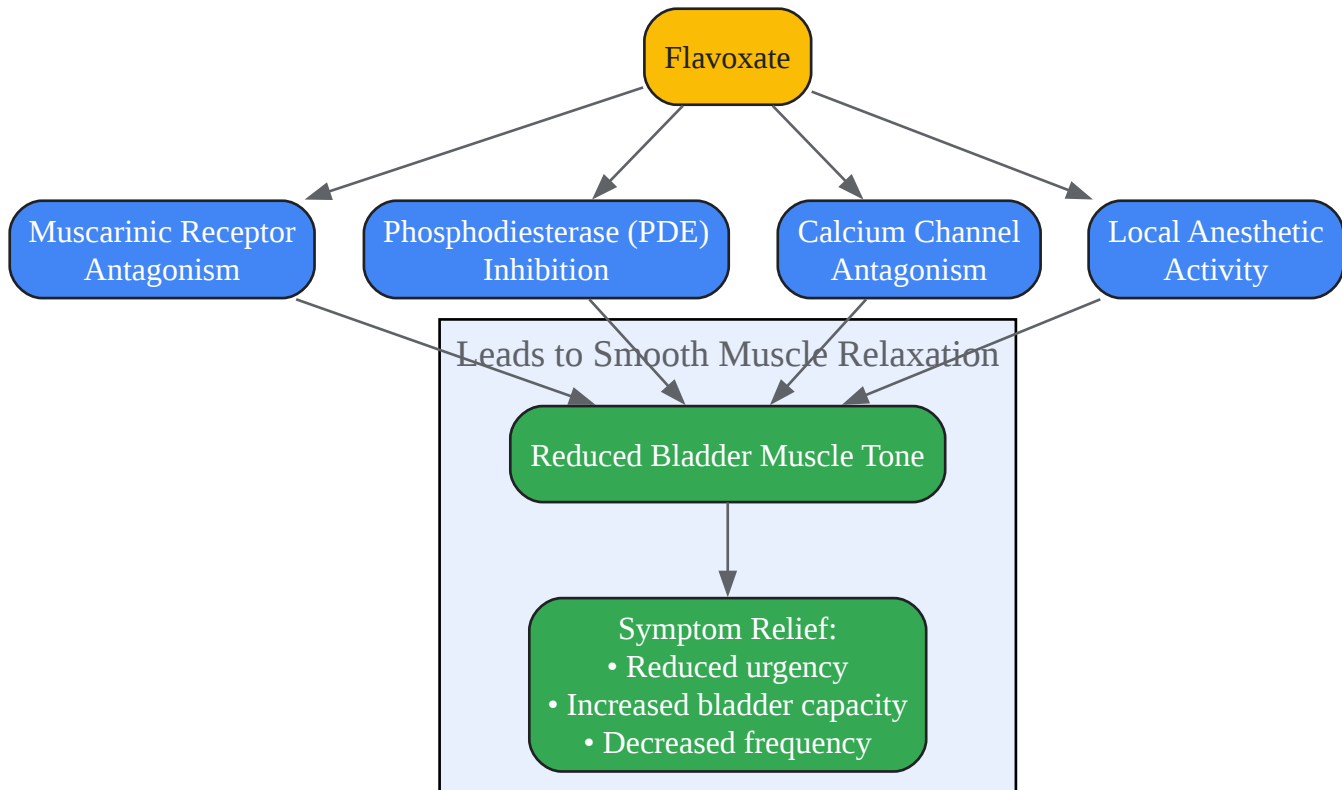 Flavoxate
Muscarinic Receptor
Antagonism
Phosphodiesterase (PDE)
Inhibition
Calcium Channel
Antagonism
Local Anesthetic
Activity
Leads to Smooth Muscle Relaxation
Reduced Bladder Muscle Tone
Symptom Relief:
• Reduced urgency
• Increased bladder capacity
• Decreased frequency